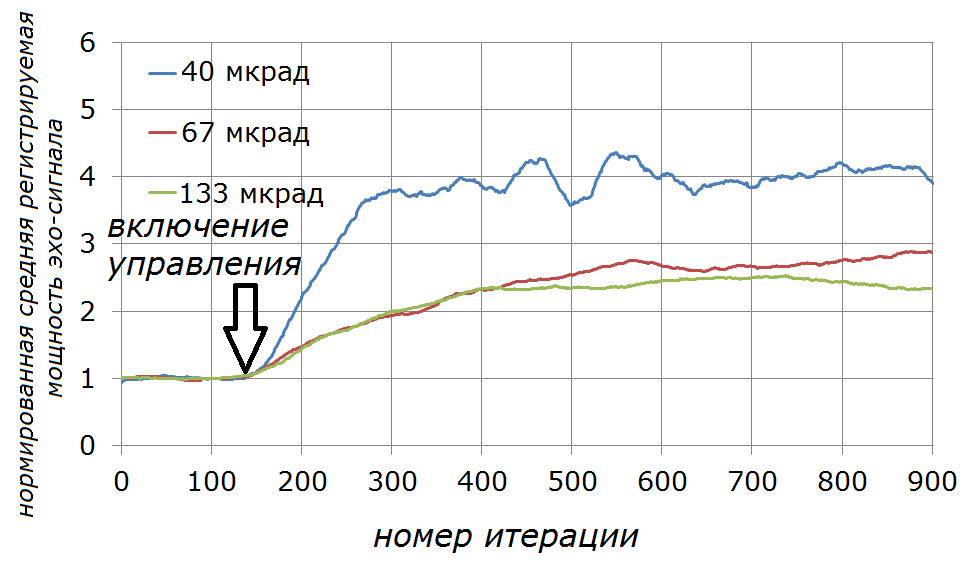 нормированная средняя регистрируемая
мощность эхо-сигнала
6
5
4
3
2
1
0
40 мкрад
67 мкрад
133 мкрад
включение
управления
0 100 200 300 400 500 600 700 800 900
номер итерации